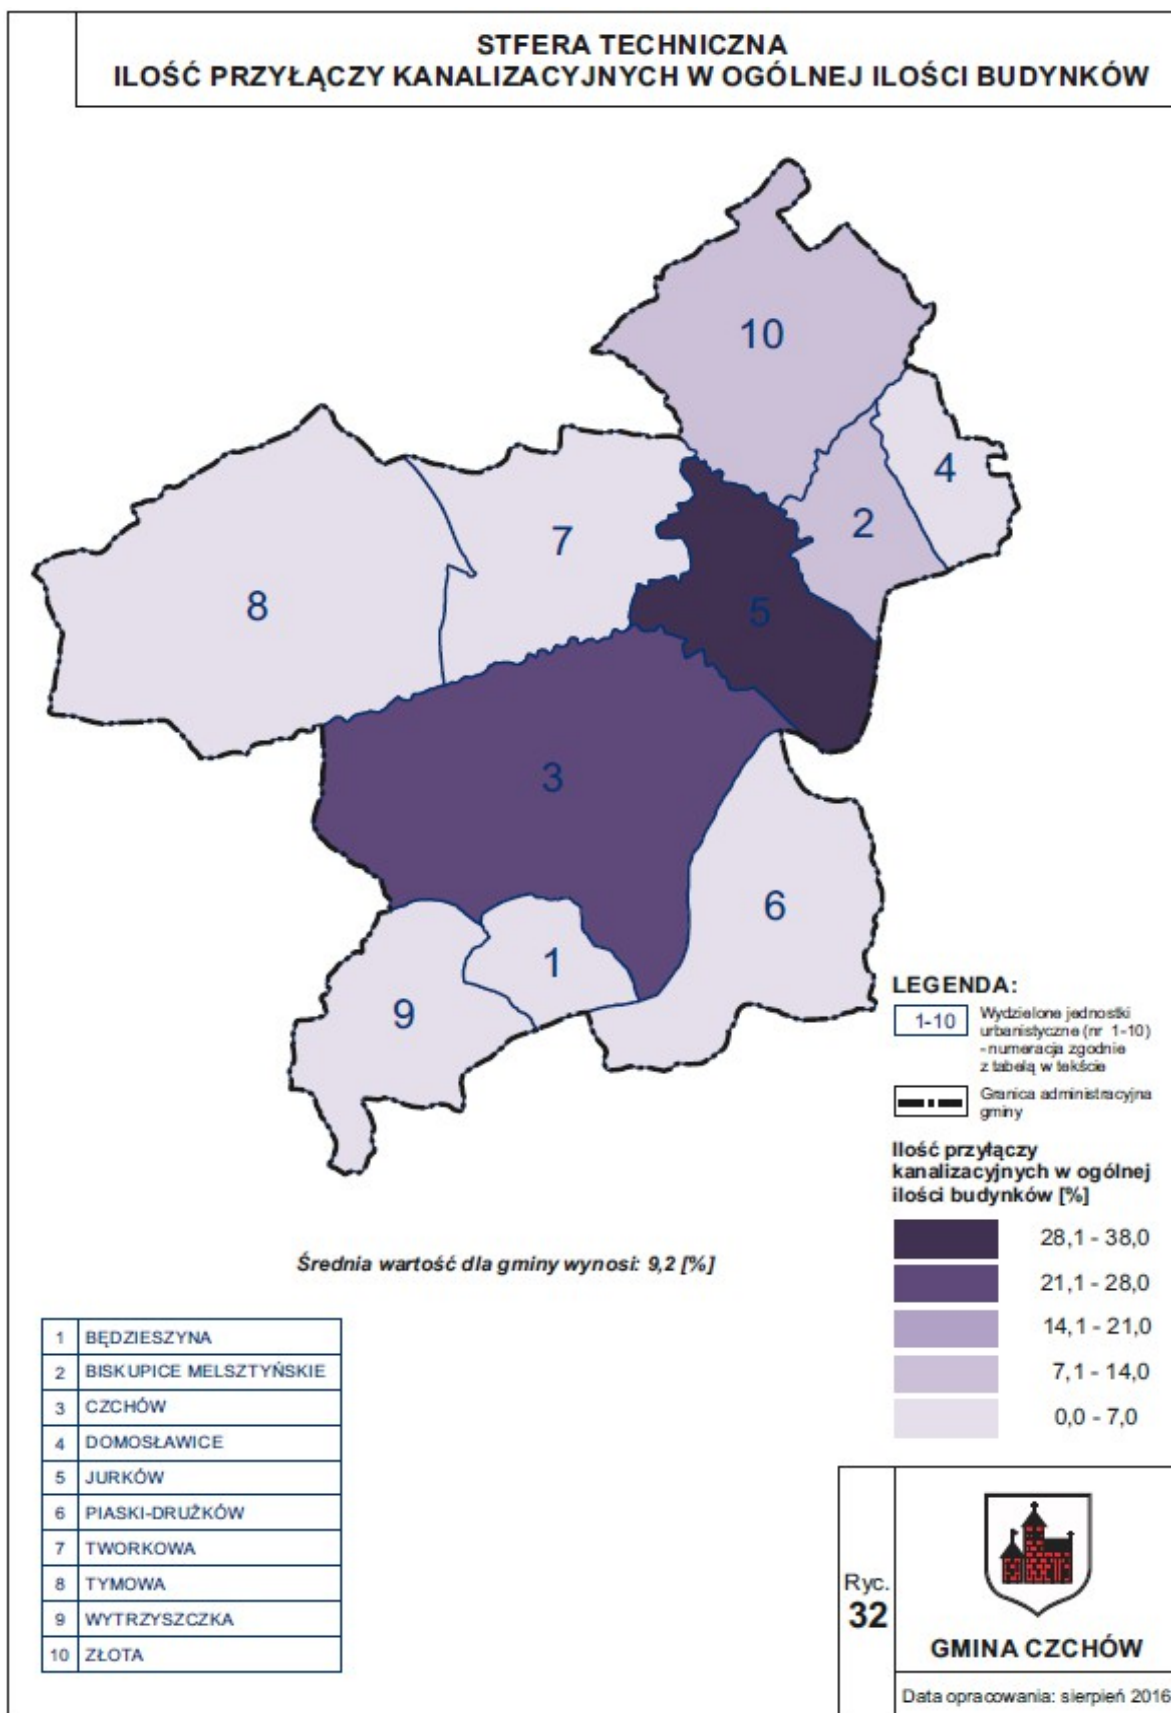 STFERA TECHNICZNA
ILOŚĆ PRZYŁĄCZY KANALIZACYJNYCH W OGÓLNEJ ILOŚCI BUDYNKÓW
10
4
2
7
8
5
3
6
1
9
LEGENDA:
1-10 Wydzielone jednostki
urbanistyczne (nr 1-10)
- numeracja zgodnie
z tabelą w tekście
Granica administracyjna
gminy
Ilość przyłączy
kanalizacyjnych w ogólnej
ilości budynków [%]
28,1 - 38,0
21,1 - 28,0
14,1 - 21,0
7,1 - 14,0
0,0 - 7,0
Średnia wartość dla gminy wynosi: 9,2 [%]
1 BĘDZIESZYNA
2 BISKUPICE MELSZTYŃSKIE
3 CZCHÓW
4 DOMOSŁAWICE
5 JURKÓW
6 PIASKI-DRUŻKÓW
7 TWORKOWA
8 TYMOWA
9 WYTRZYSZCZKA
10 ZŁOTA
Ryc.
32
GMINA CZCHÓW
Data opracowania: sierpień 2016